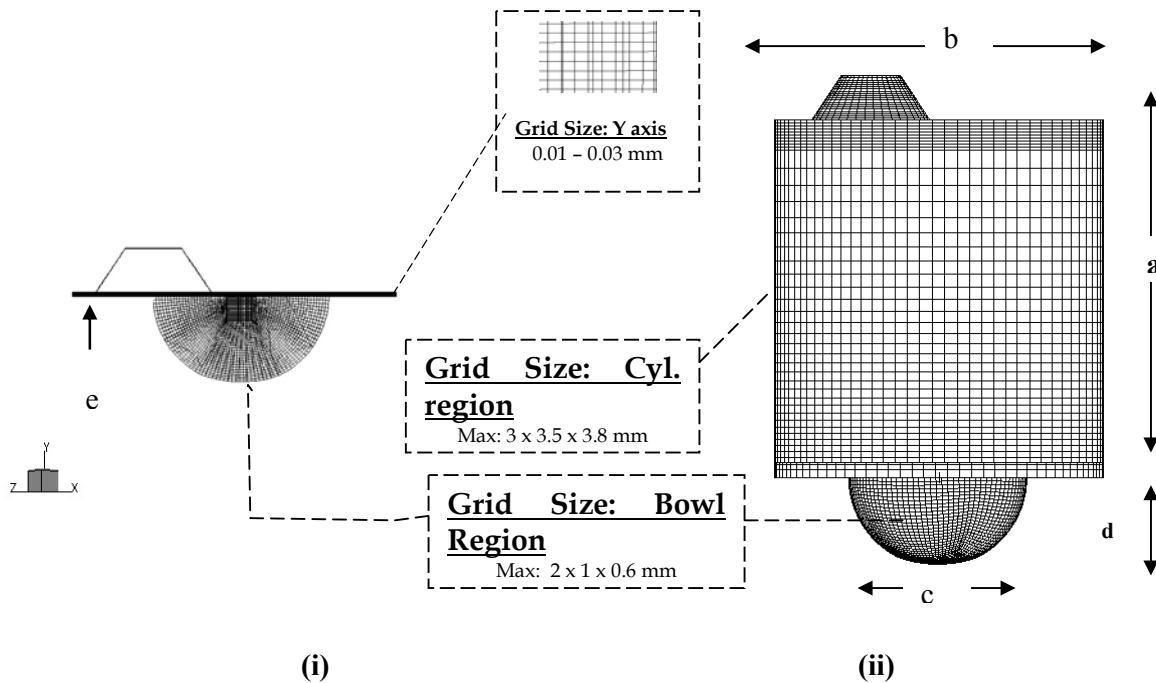 b
Grid Size: Y axis
0.01 – 0.03 mm
a
e
Grid Size: Cyl.
region
Max: 3 x 3.5 x 3.8 mm
Y
Z
X
Grid Size: Bowl
Region
Max: 2 x 1 x 0.6 mm
d
c
(i)
(ii)